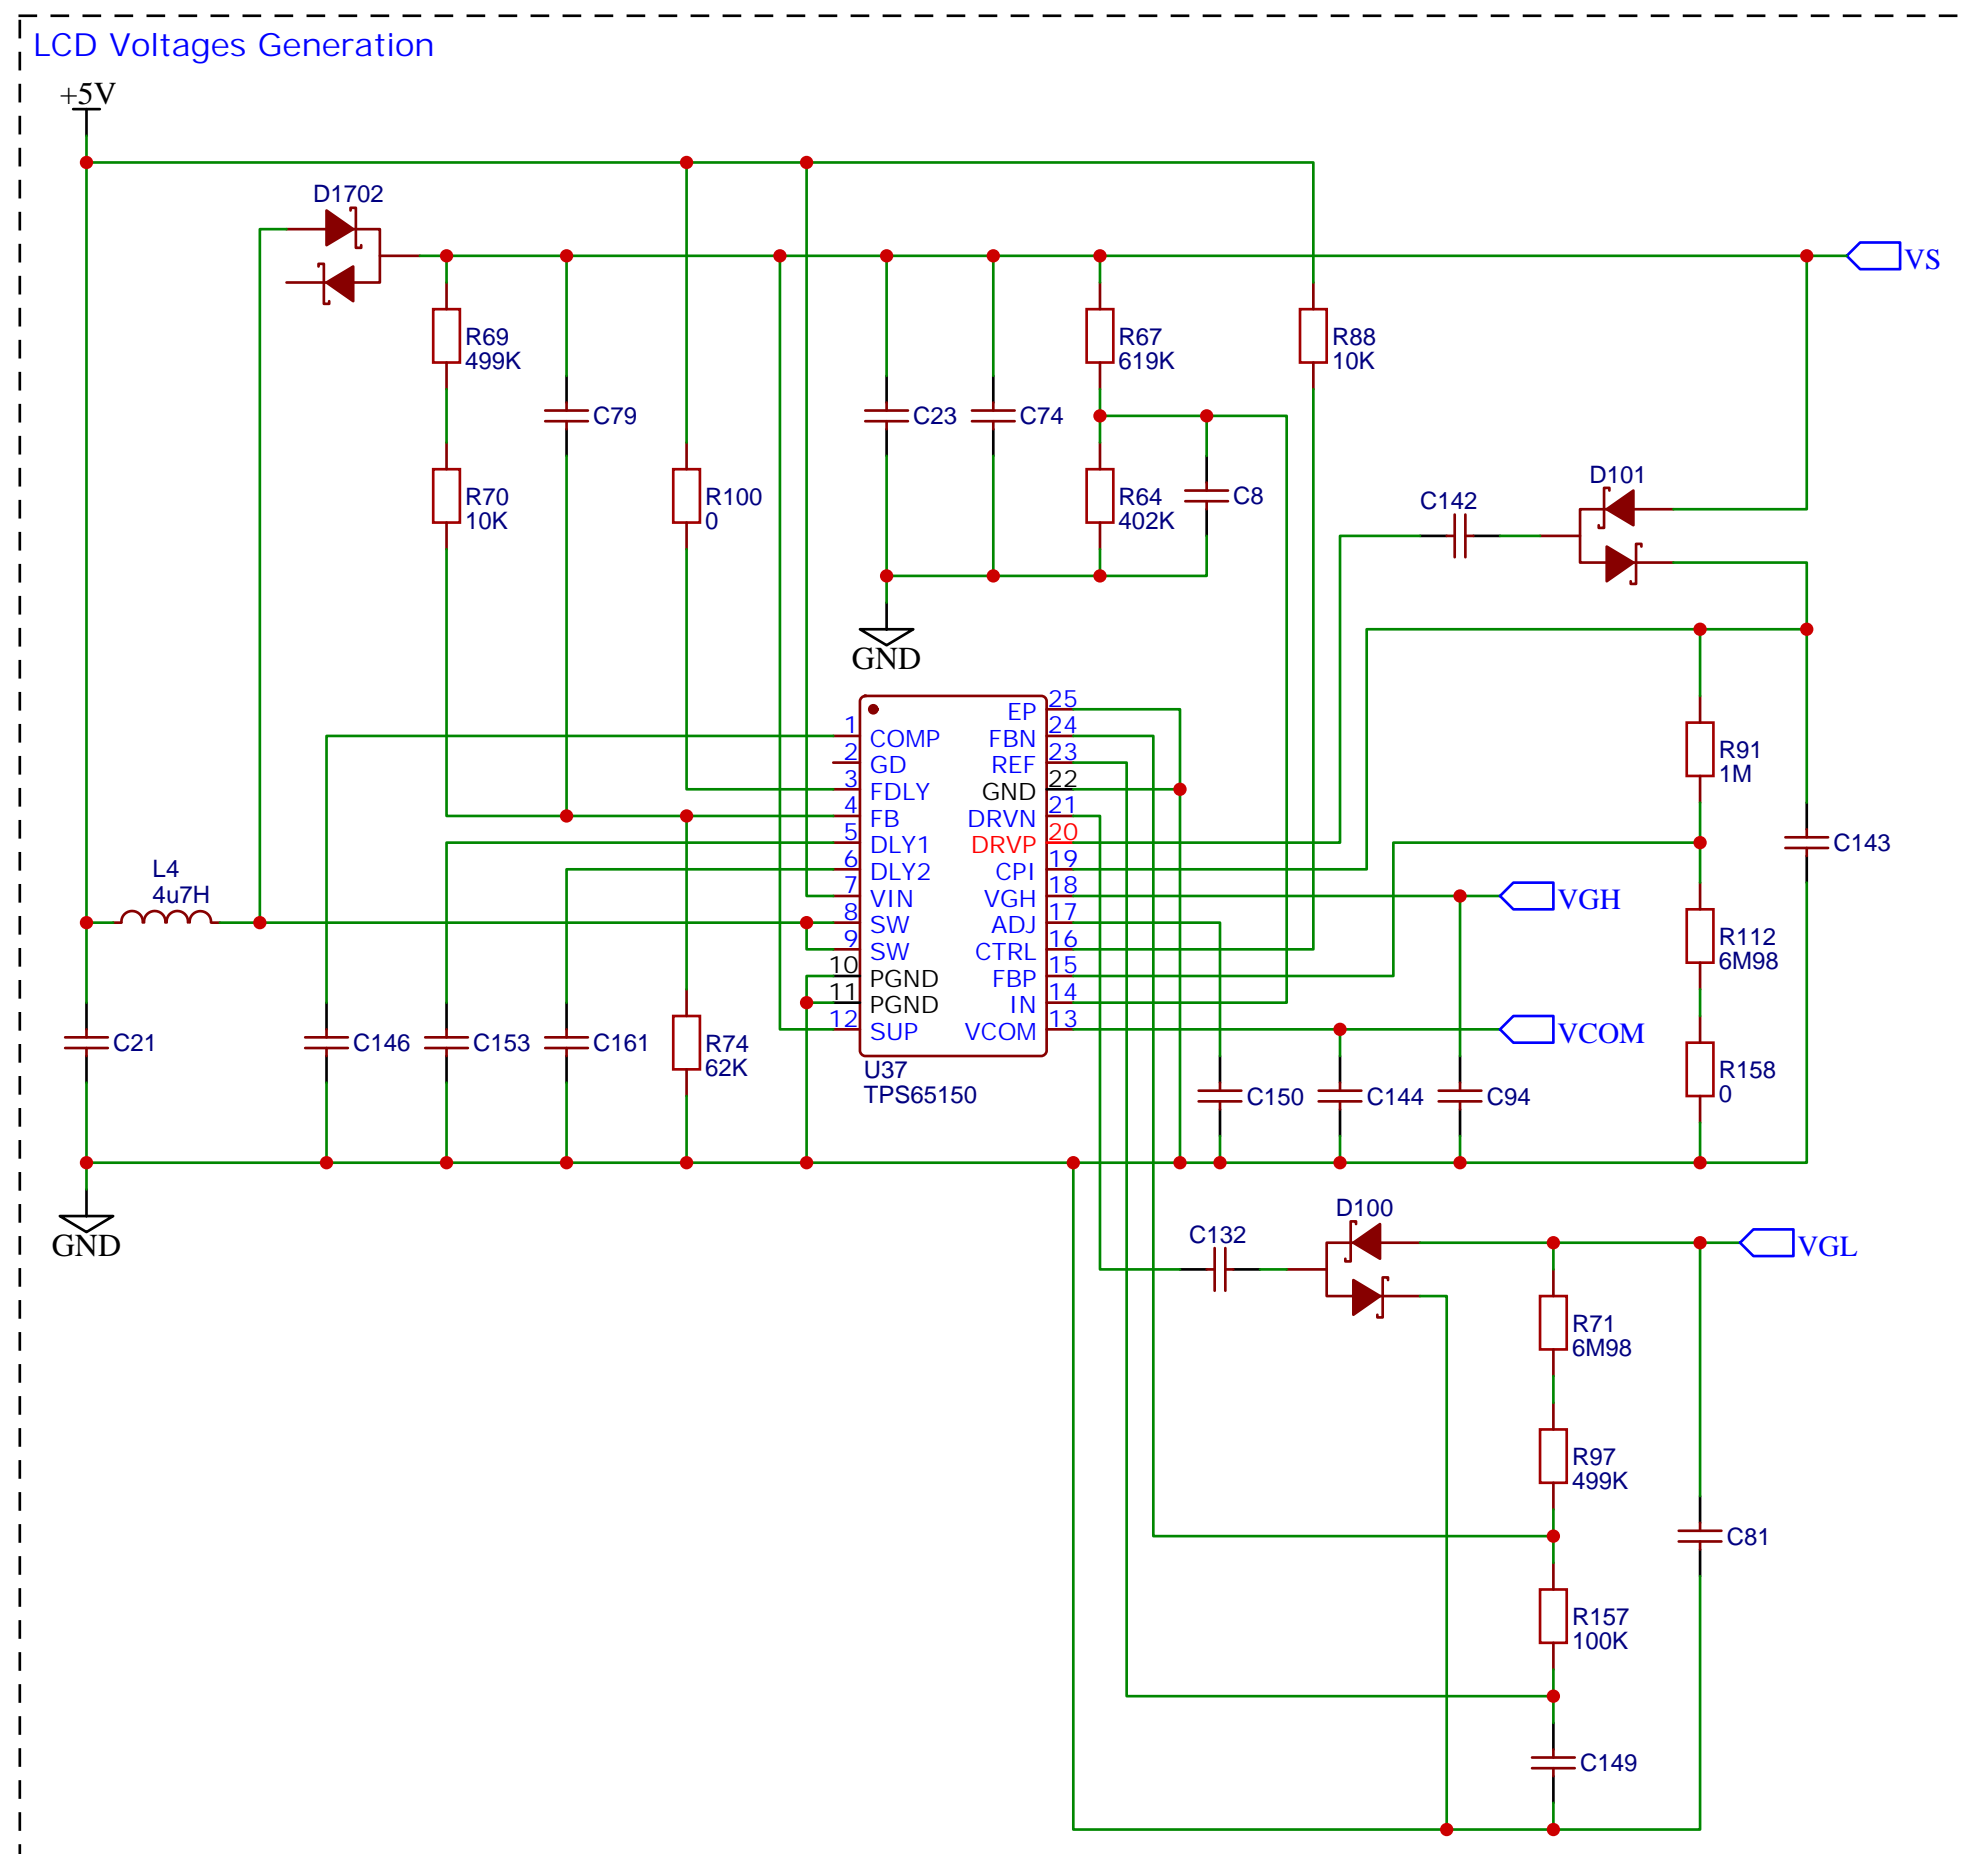 LCD Voltages Generation
+5V
D1702
VS
R69
499K
R67
619K
R88
10K
C79
C23
C74
R70
10K
R100
0
R64
402K
C8
D101
C142
GND
1
COMP
2
GD
3
FDLY
4
FB
5
DLY1
6
DLY2
7
VIN
8
SW
9
SW
10
PGND
11
PGND
12
SUP
25
EP
24
FBN
23
REF
22
GND
21
DRVN
20
DRVP
19
CPI
18
VGH
17
ADJ
16
CTRL
15
FBP
14
IN
13
VCOM
U37
TPS65150
R91
1M
C143
L4
4u7H
VGH
R112
6M98
VCOM
C21
C146
C153
C161
R74
62K
R158
0
C150
C144
C94
GND
D100
C132
VGL
R71
6M98
R97
499K
C81
R157
100K
C149